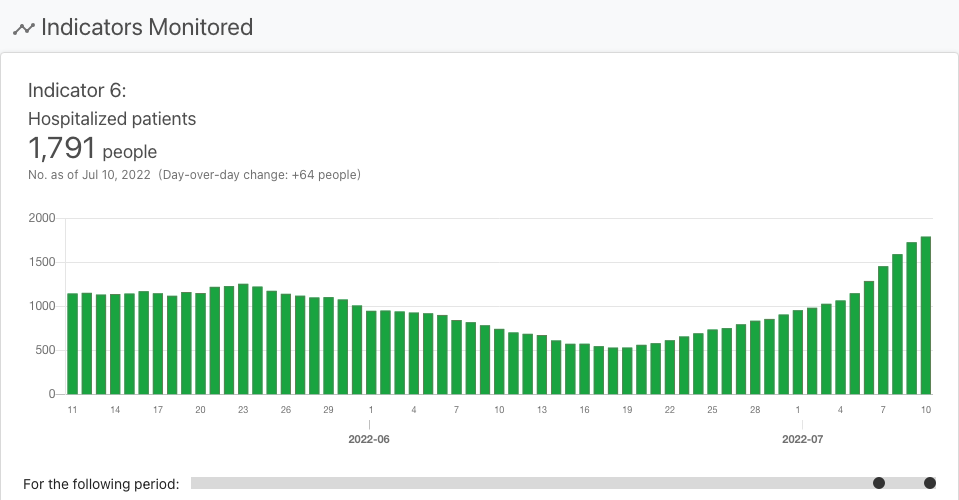 Indicators Monitored
Indicator 6:
Hospitalized patients
1,791 people
No. as of Jul 10, 2022 (Day-over-day change: +64 people)
2000
1500
1000
500
0
11 14 17 20 23 26 29 1 4 7 10 13 16 19 22 25 28 1 4 7 10
2022-06 2022-07
For the following period: